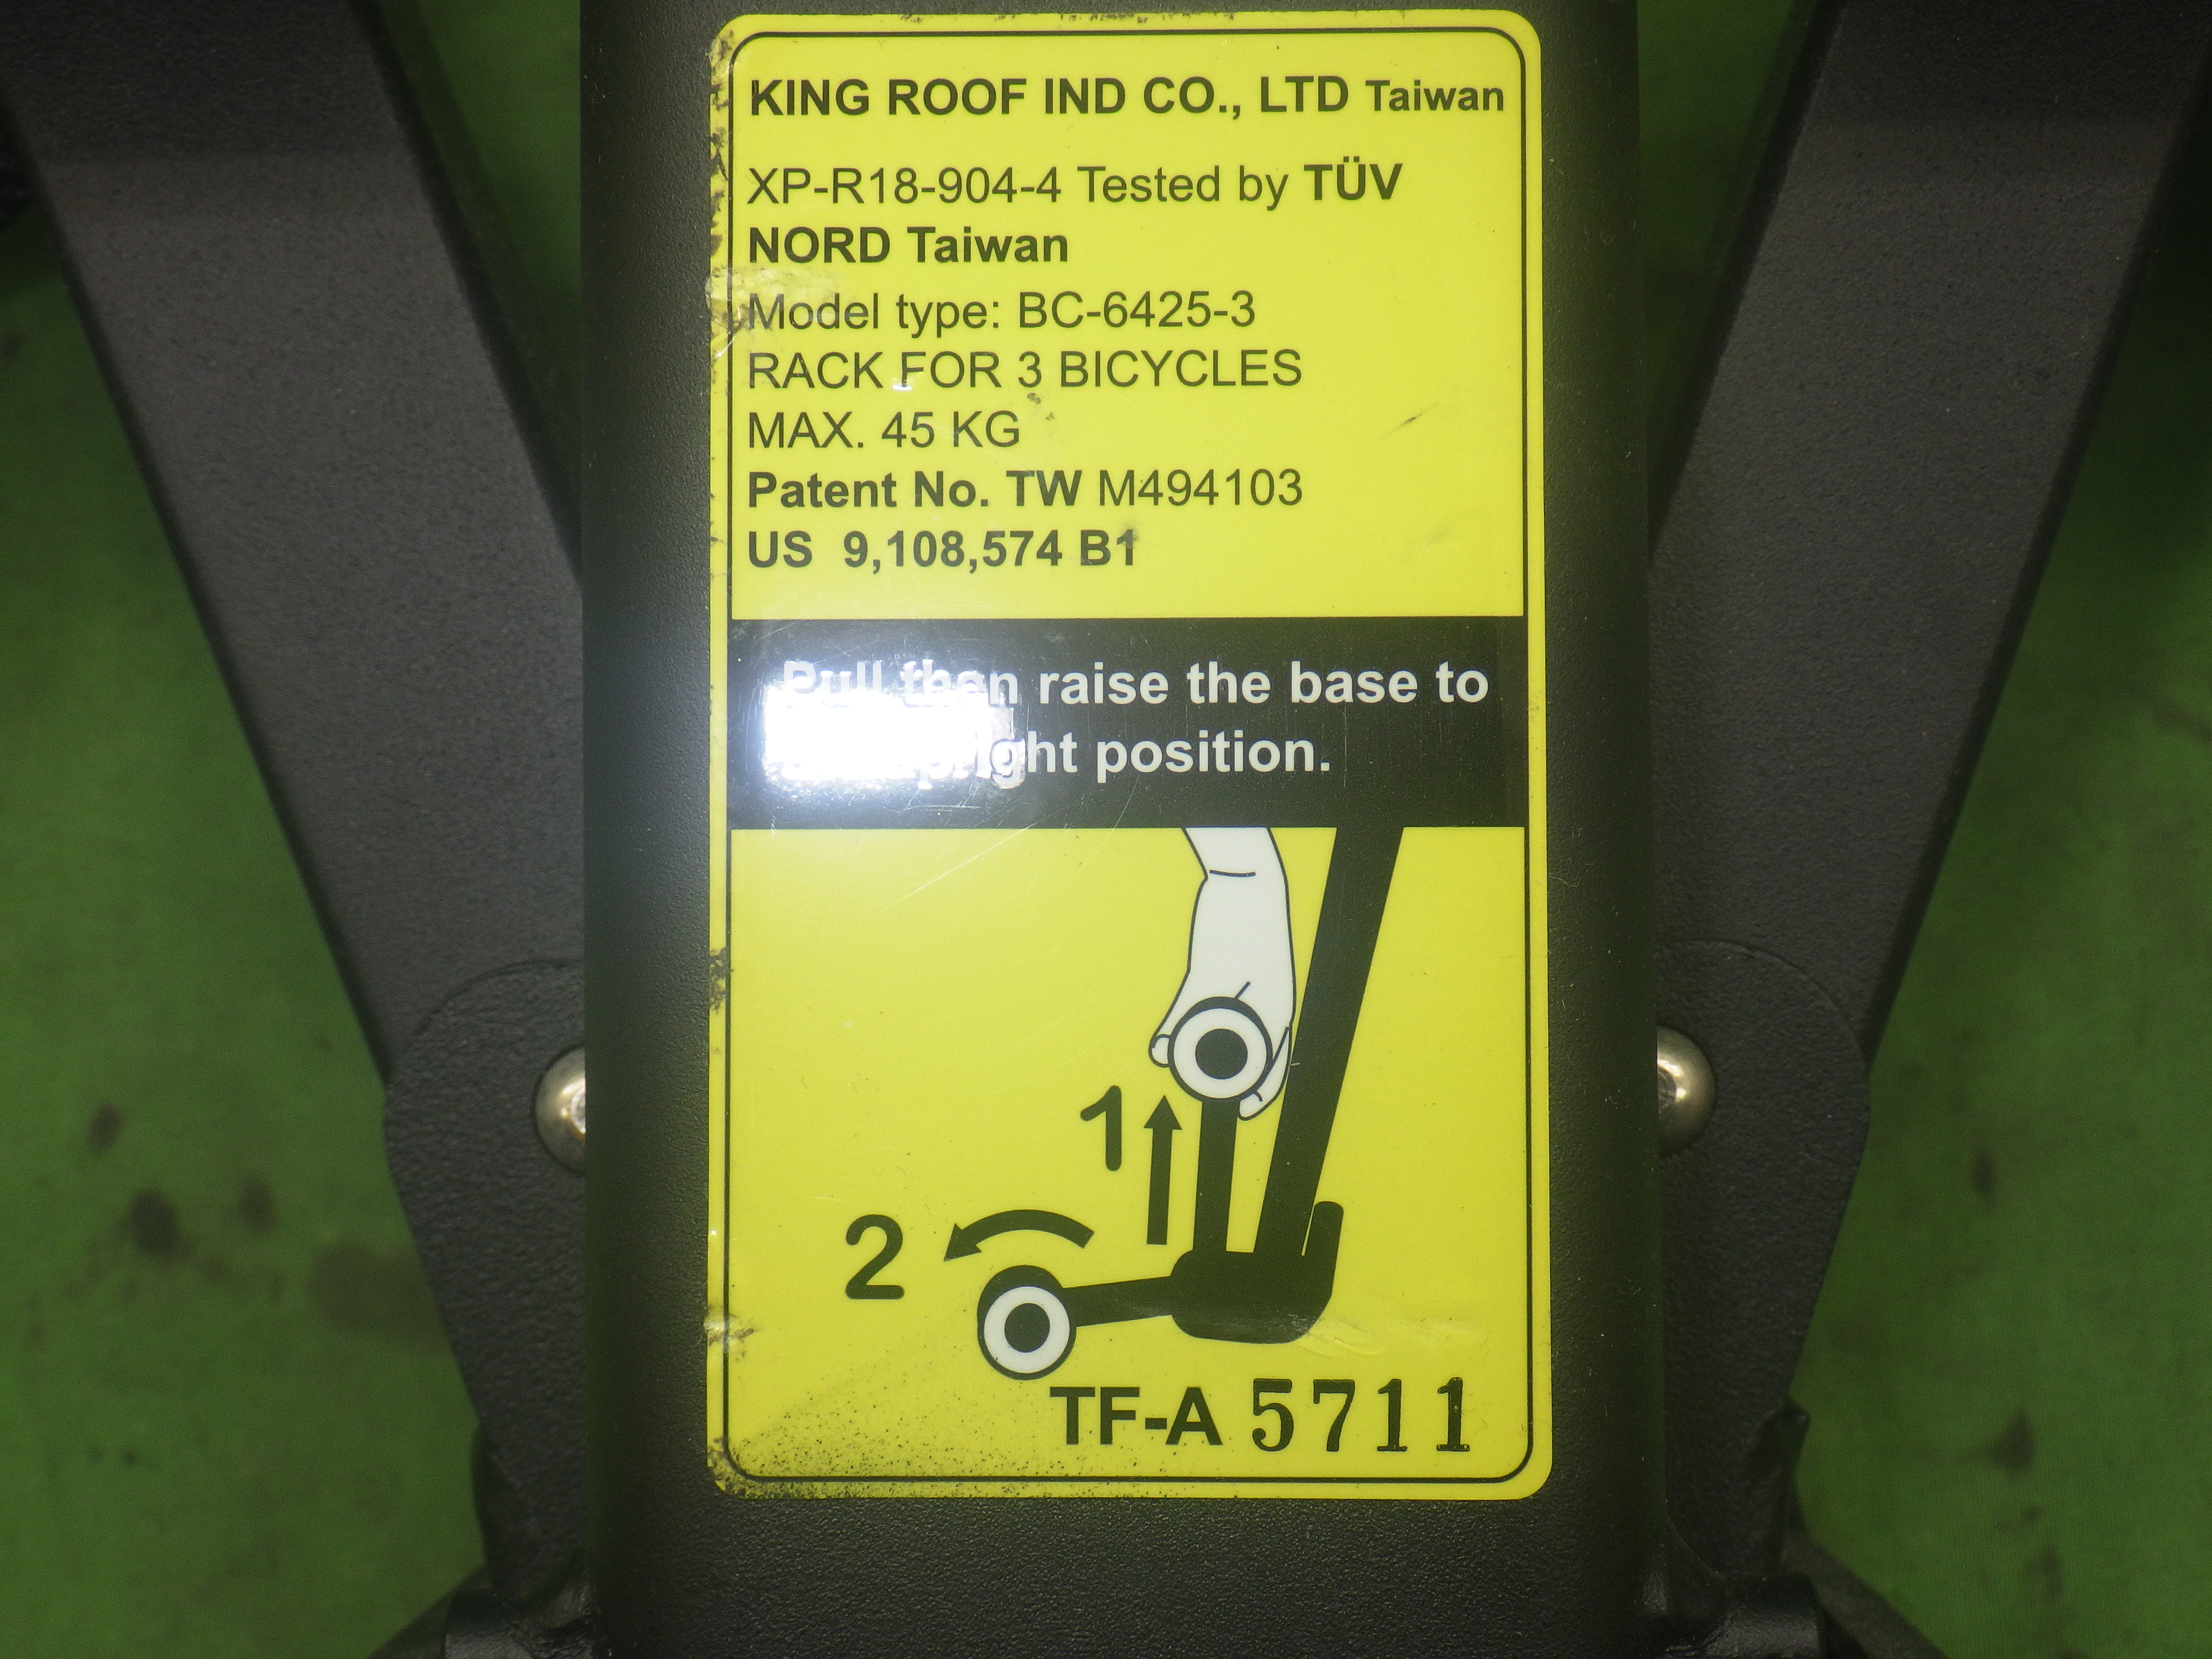 KING ROOF IND CO., LTD Taiwan
XP-R18-904-4 Tested by TÜV
NORD Taiwan
Model type: BC-6425-3
RACK FOR 3 BICYCLES
MAX. 45 KG
Patent No. TW M494103
US 9,108,574 B1
Pull then raise the base to
position.
1
2
TF-A 5711